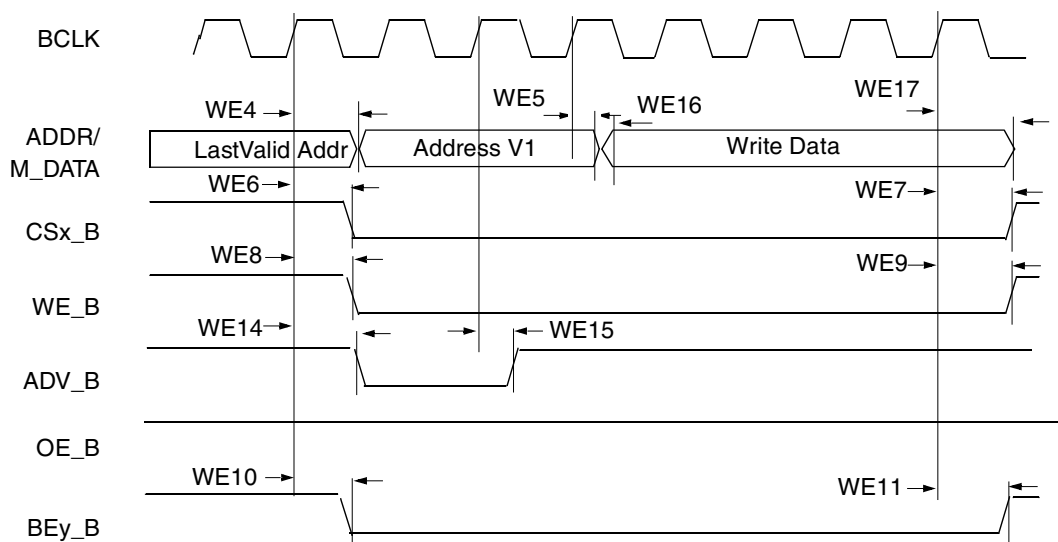 BCLK
WE4
WE5
WE16
WE17
ADDR/
M_DATA
LastValid Addr
Address V1
Write Data
WE6
WE7
CSx_B
WE8
WE9
WE_B
WE14
WE15
ADV_B
OE_B
WE10
WE11
BEy_B